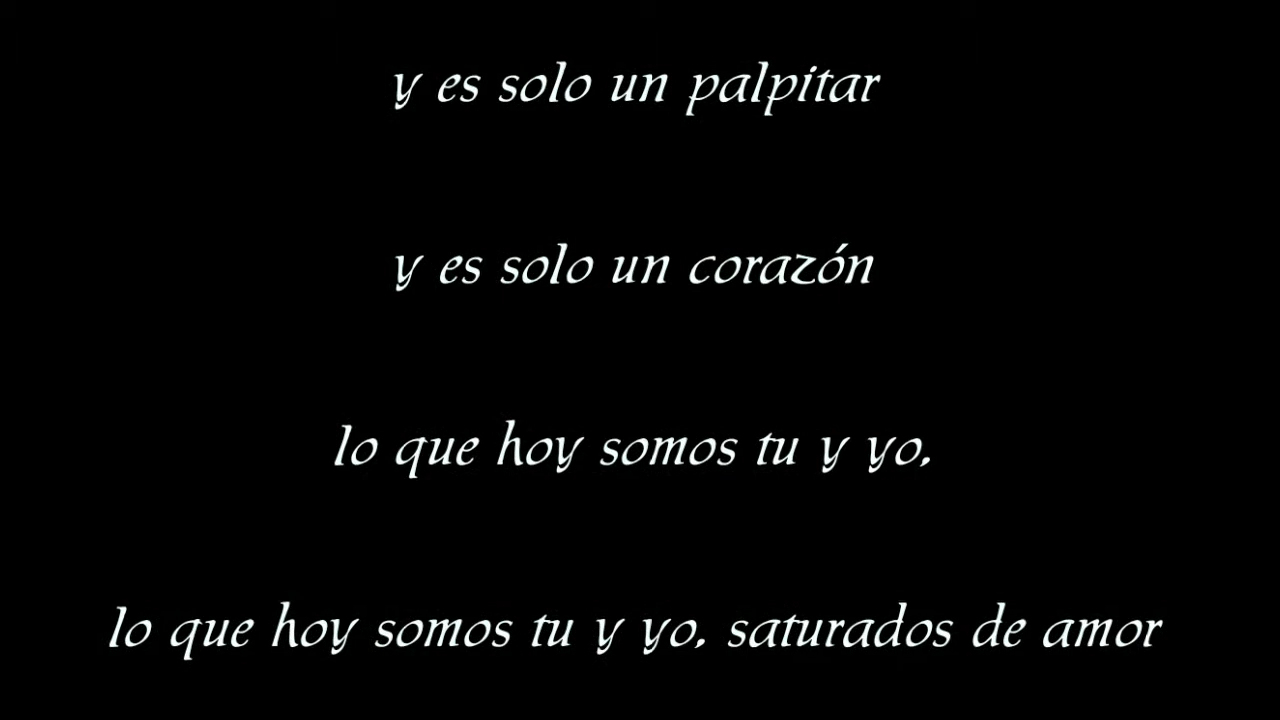 y es solo un palpitar
y es solo un corazón
lo que hoy somos tu y yo.
lo que hoy somos tu y yo. saturados de amor